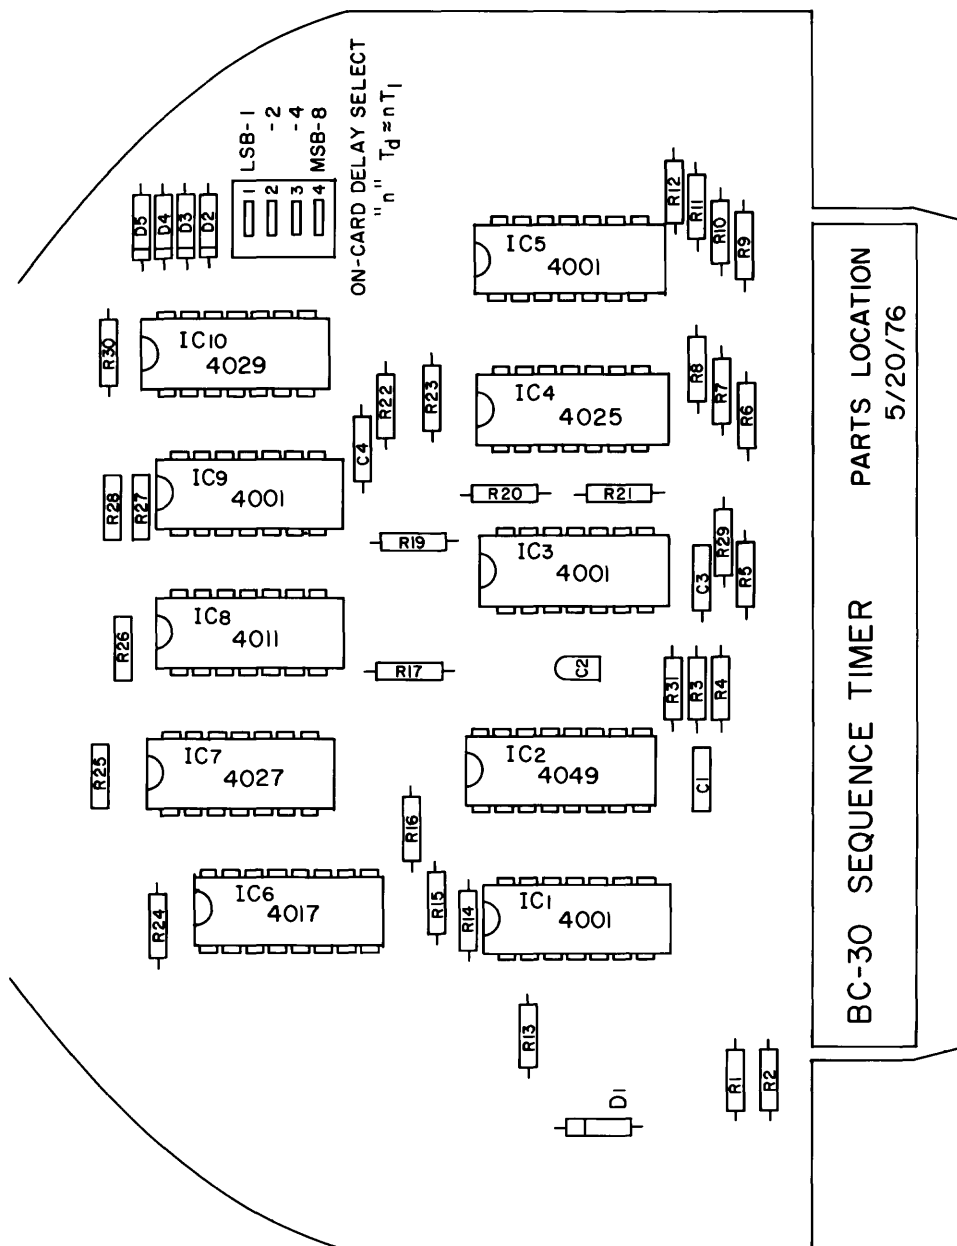 LSB-1
-2
-4
MSB-8
ON-CARD DELAY SELECT
"n" Td ≈ nT1
1
2
3
4
D5
D4
D3
D2
R12
R11
R10
R9
IC5
4001
R30
IC10
4029
R22
R23
C4
IC4
4025
R8
R7
R6
R28
R27
IC9
4001
R20
R21
R19
IC3
4001
R29
C3
R5
R26
IC8
4011
R17
C2
R31
R3
R4
R25
IC7
4027
IC2
4049
C1
R16
R24
IC6
4017
R15
R14
IC1
4001
R13
D1
R1
R2
BC-30 SEQUENCE TIMER PARTS LOCATION
5/20/76